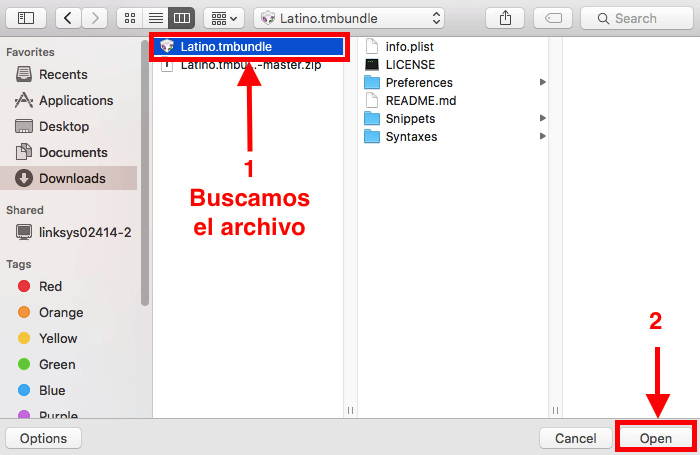 Latino.tmbundle
Search
Favorites
Recents
Applications
Desktop
Documents
Downloads
Shared
linksys02414-2
Tags
Red
Orange
Yellow
Green
Blue
Purple
Latino.tmbundle
Latino.tmbu...-master.zip
1
Buscamos
el archivo
info.plist
LICENSE
Preferences
README.md
Snippets
Syntaxes
2
Options
Cancel
Open